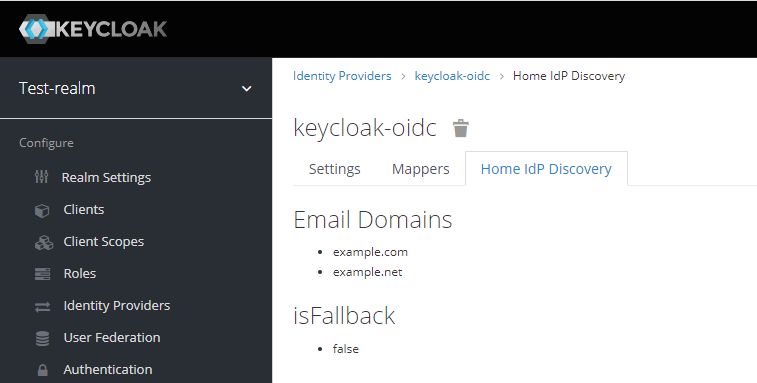 KEYCLOAK
Test-realm
Configure
Realm Settings
Clients
Client Scopes
Roles
Identity Providers
User Federation
Authentication
Identity Providers > keycloak-oidc > Home IdP Discovery
keycloak-oidc
Settings Mappers Home IdP Discovery
Email Domains
• example.com
• example.net
isFallback
• false